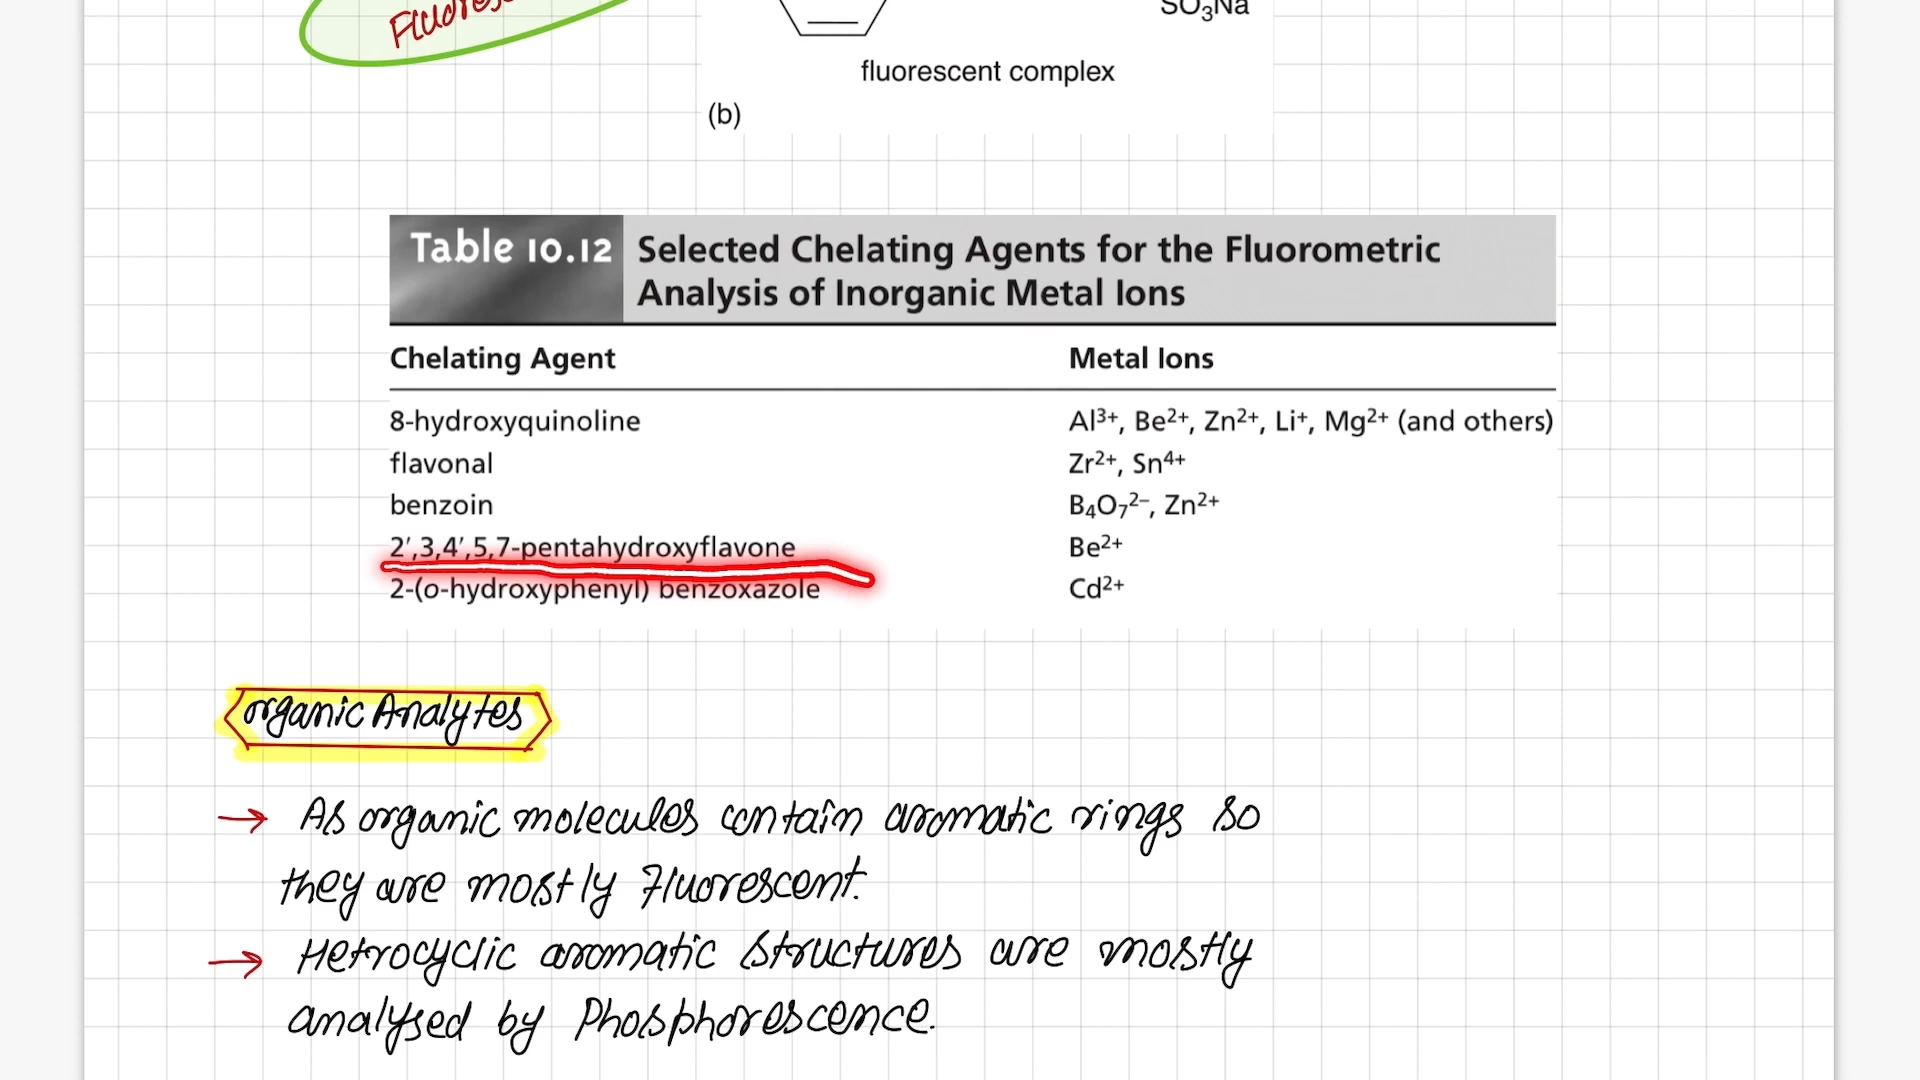 SO₃Na
fluorescent complex
(b)
Table 10.12 Selected Chelating Agents for the Fluorometric
Analysis of Inorganic Metal Ions
Chelating Agent Metal Ions
8-hydroxyquinoline Al³⁺, Be²⁺, Zn²⁺, Li⁺, Mg²⁺ (and others)
flavonal Zr²⁺, Sn⁴⁺
benzoin B₄O₇²⁻, Zn²⁺
2′,3,4′,5,7-pentahydroxyflavone Be²⁺
2-(o-hydroxyphenyl) benzoxazole Cd²⁺
organic Analytes
→ As organic molecules contain aromatic rings so
they are mostly Fluorescent.
→ Hetrocyclic aromatic structures are mostly
analysed by Phosphorescence.